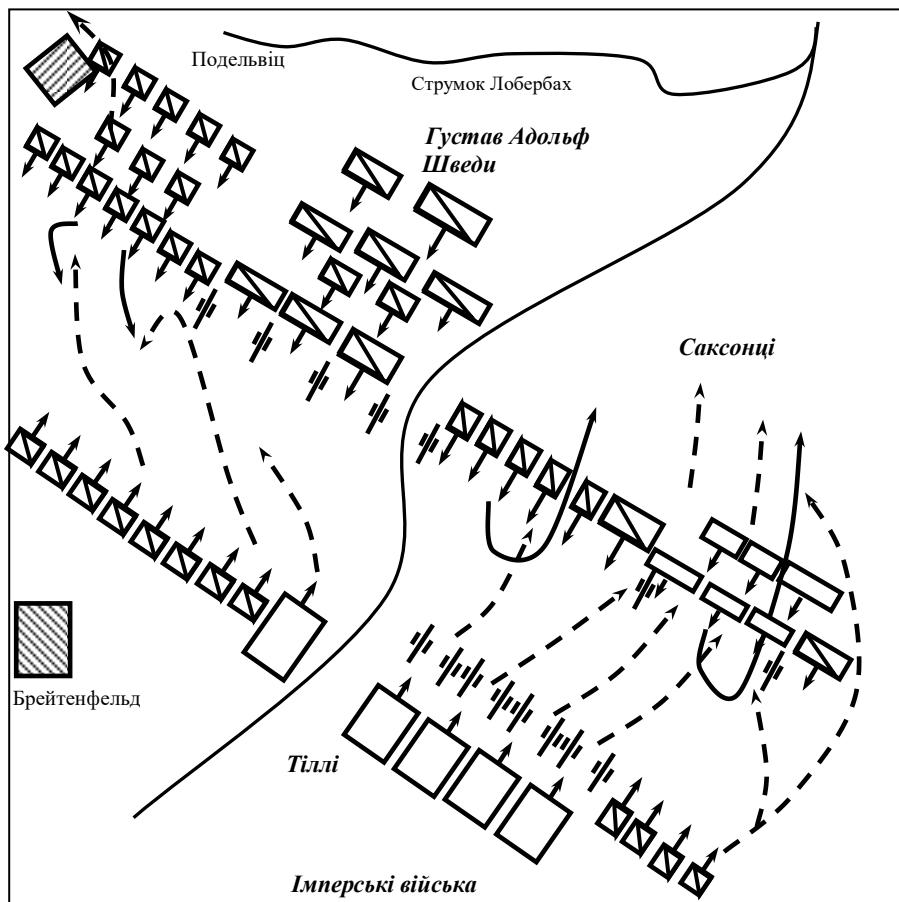 Подельвіц
Струмок Лобербах
Густав Адольф
Шведи
Саксонці
Брейтенфельд
Тіллі
Імперські війська